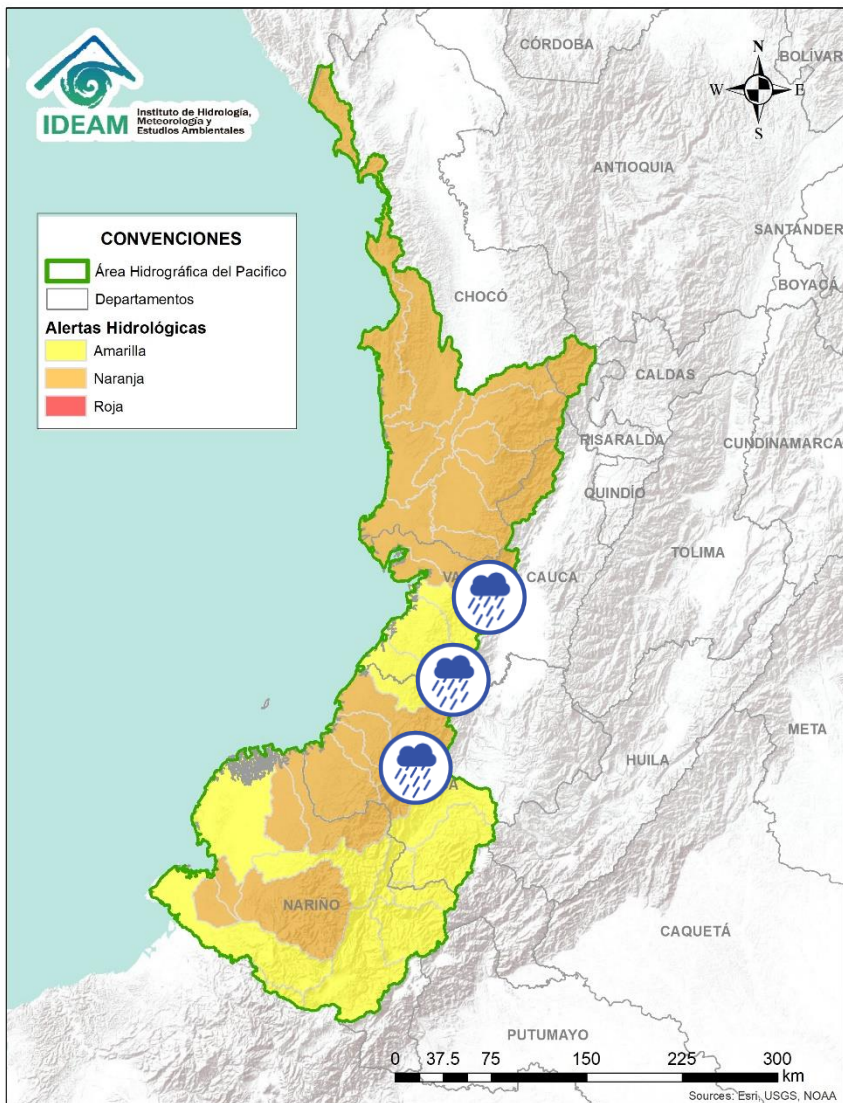 IDEAM
Instituto de Hidrología,
Meteorología y
Estudios Ambientales
CÓRDOBA
BOLÍVAR
N
W
E
S
ANTIOQUIA
SANTANDER
BOYACÁ
CONVENCIONES
Área Hidrográfica del Pacifico
Departamentos
Alertas Hidrológicas
Amarilla
Naranja
Roja
CHOCÓ
CALDAS
RISARALDA
CUNDINAMARCA
QUINDÍO
TOLIMA
CAUCA
META
HUILA
NARIÑO
CAQUETÁ
PUTUMAYO
0 37.5 75 150 225 300
km
Sources: Esri, USGS, NOAA